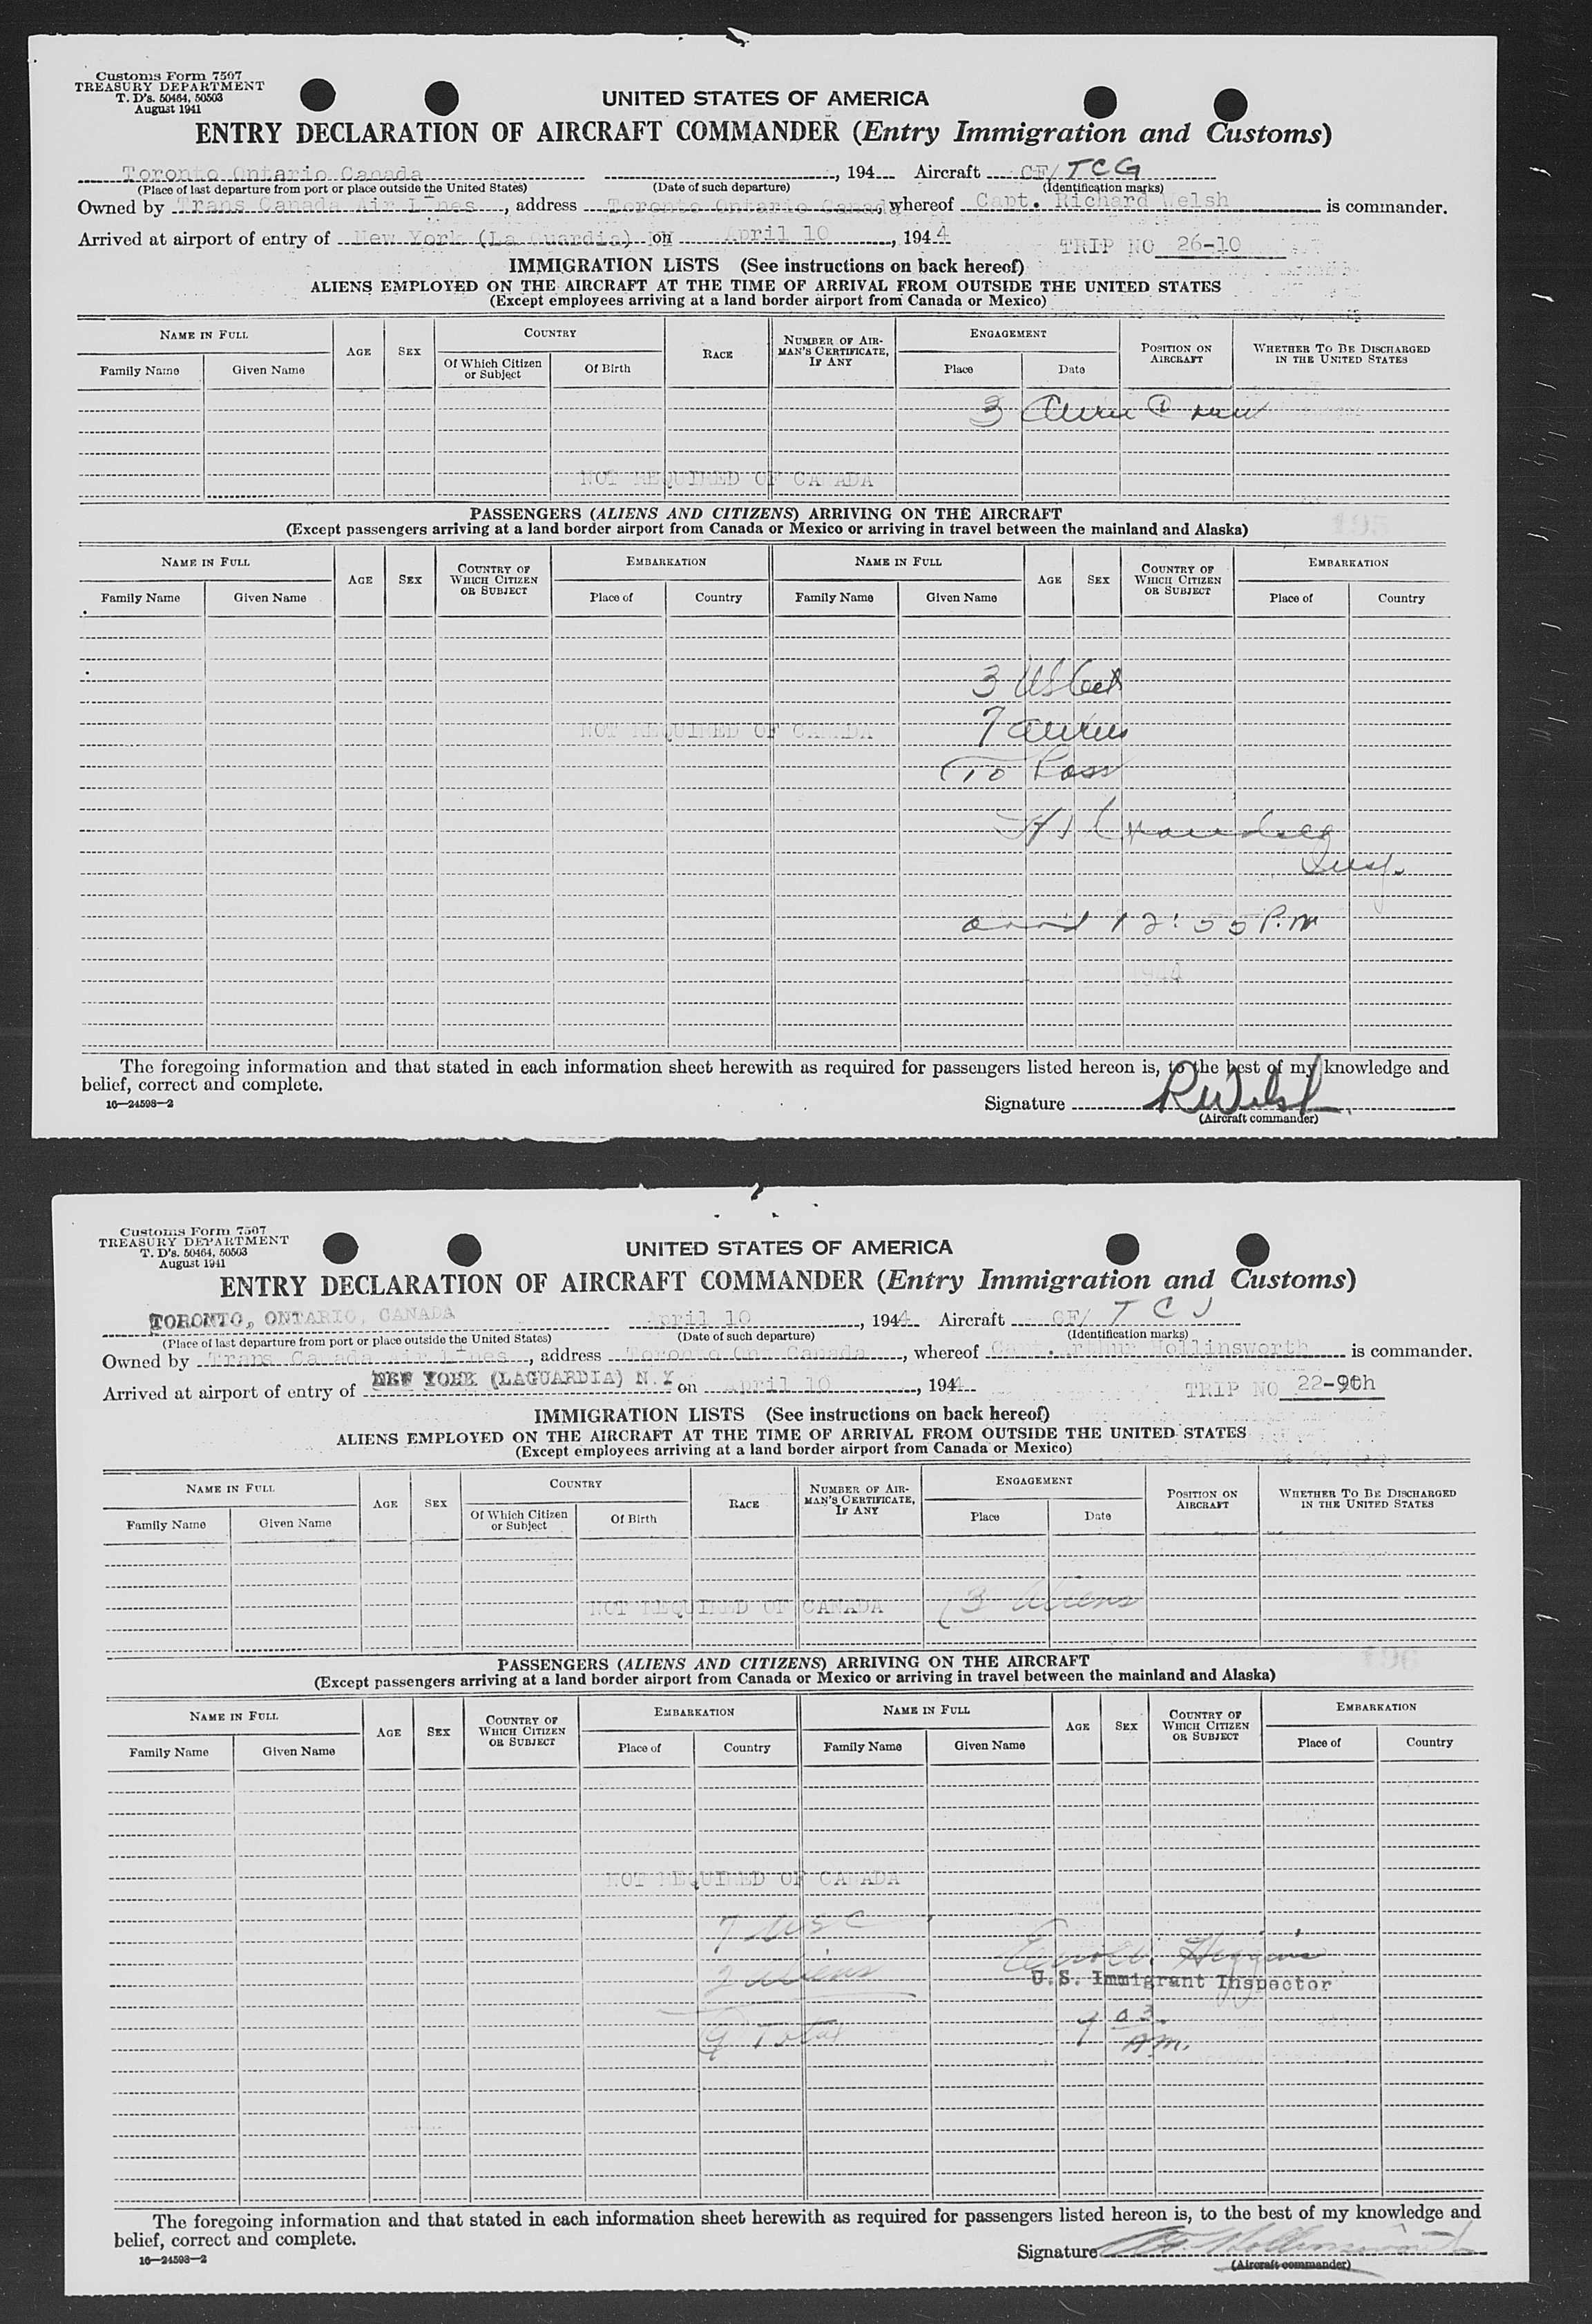 Customs Form 7507
TREASURY DEPARTMENT
T. D's. 50464, 50503
August 1941
UNITED STATES OF AMERICA
ENTRY DECLARATION OF AIRCRAFT COMMANDER (Entry Immigration and Customs)
Toronto Ontario Canada , 194 Aircraft CF/TCG
(Place of last departure from port or place outside the United States) (Date of such departure) (Identification marks)
Owned by Trans Canada Air Lines, address Toronto Ontario Canada, whereof Capt. Richard Welsh is commander.
Arrived at airport of entry of New York (La Guardia) NY on April 10, 1944 TRIP NO 26-10
IMMIGRATION LISTS (See instructions on back hereof)
ALIENS EMPLOYED ON THE AIRCRAFT AT THE TIME OF ARRIVAL FROM OUTSIDE THE UNITED STATES
(Except employees arriving at a land border airport from Canada or Mexico)
NAME IN FULL AGE SEX COUNTRY RACE NUMBER OF AIRMAN'S CERTIFICATE, IF ANY ENGAGEMENT POSITION ON AIRCRAFT WHETHER TO BE DISCHARGED IN THE UNITED STATES
Family Name Given Name Of Which Citizen or Subject Of Birth Place Date
3
NOT REQUIRED OF CANADA
PASSENGERS (ALIENS AND CITIZENS) ARRIVING ON THE AIRCRAFT
(Except passengers arriving at a land border airport from Canada or Mexico or arriving in travel between the mainland and Alaska)
195
NAME IN FULL AGE SEX COUNTRY OF WHICH CITIZEN OR SUBJECT EMBARKATION NAME IN FULL AGE SEX COUNTRY OF WHICH CITIZEN OR SUBJECT EMBARKATION
Family Name Given Name Place of Country Family Name Given Name Place of Country
3 US
7 aliens
NOT REQUIRED OF CANADA
10 Pass
Insp.
arrd 12:55 P.M
1944
The foregoing information and that stated in each information sheet herewith as required for passengers listed hereon is, to the best of my knowledge and
belief, correct and complete.
16—24598—2
Signature R Welsh
(Aircraft commander)
Customs Form 7507
TREASURY DEPARTMENT
T. D's. 50464, 50503
August 1941
UNITED STATES OF AMERICA
ENTRY DECLARATION OF AIRCRAFT COMMANDER (Entry Immigration and Customs)
TORONTO, ONTARIO, CANADA April 10, 1944 Aircraft CF/ T C J
(Place of last departure from port or place outside the United States) (Date of such departure) (Identification marks)
Owned by Trans Canada Air Lines, address Toronto Ont Canada, whereof Capt. Arthur Hollinsworth is commander.
Arrived at airport of entry of NEW YORK (LAGUARDIA) N.Y on April 10, 1944 TRIP NO 22-9th
IMMIGRATION LISTS (See instructions on back hereof)
ALIENS EMPLOYED ON THE AIRCRAFT AT THE TIME OF ARRIVAL FROM OUTSIDE THE UNITED STATES
(Except employees arriving at a land border airport from Canada or Mexico)
NAME IN FULL AGE SEX COUNTRY RACE NUMBER OF AIRMAN'S CERTIFICATE, IF ANY ENGAGEMENT POSITION ON AIRCRAFT WHETHER TO BE DISCHARGED IN THE UNITED STATES
Family Name Given Name Of Which Citizen or Subject Of Birth Place Date
NOT REQUIRED OF CANADA 3 Aliens
PASSENGERS (ALIENS AND CITIZENS) ARRIVING ON THE AIRCRAFT
(Except passengers arriving at a land border airport from Canada or Mexico or arriving in travel between the mainland and Alaska)
196
NAME IN FULL AGE SEX COUNTRY OF WHICH CITIZEN OR SUBJECT EMBARKATION NAME IN FULL AGE SEX COUNTRY OF WHICH CITIZEN OR SUBJECT EMBARKATION
Family Name Given Name Place of Country Family Name Given Name Place of Country
NOT REQUIRED OF CANADA
7 USC
2 aliens
U.S. Immigrant Inspector
9 Total
9 03 AM.
The foregoing information and that stated in each information sheet herewith as required for passengers listed hereon is, to the best of my knowledge and
belief, correct and complete.
16—24598—2
Signature Hollinsworth
(Aircraft commander)